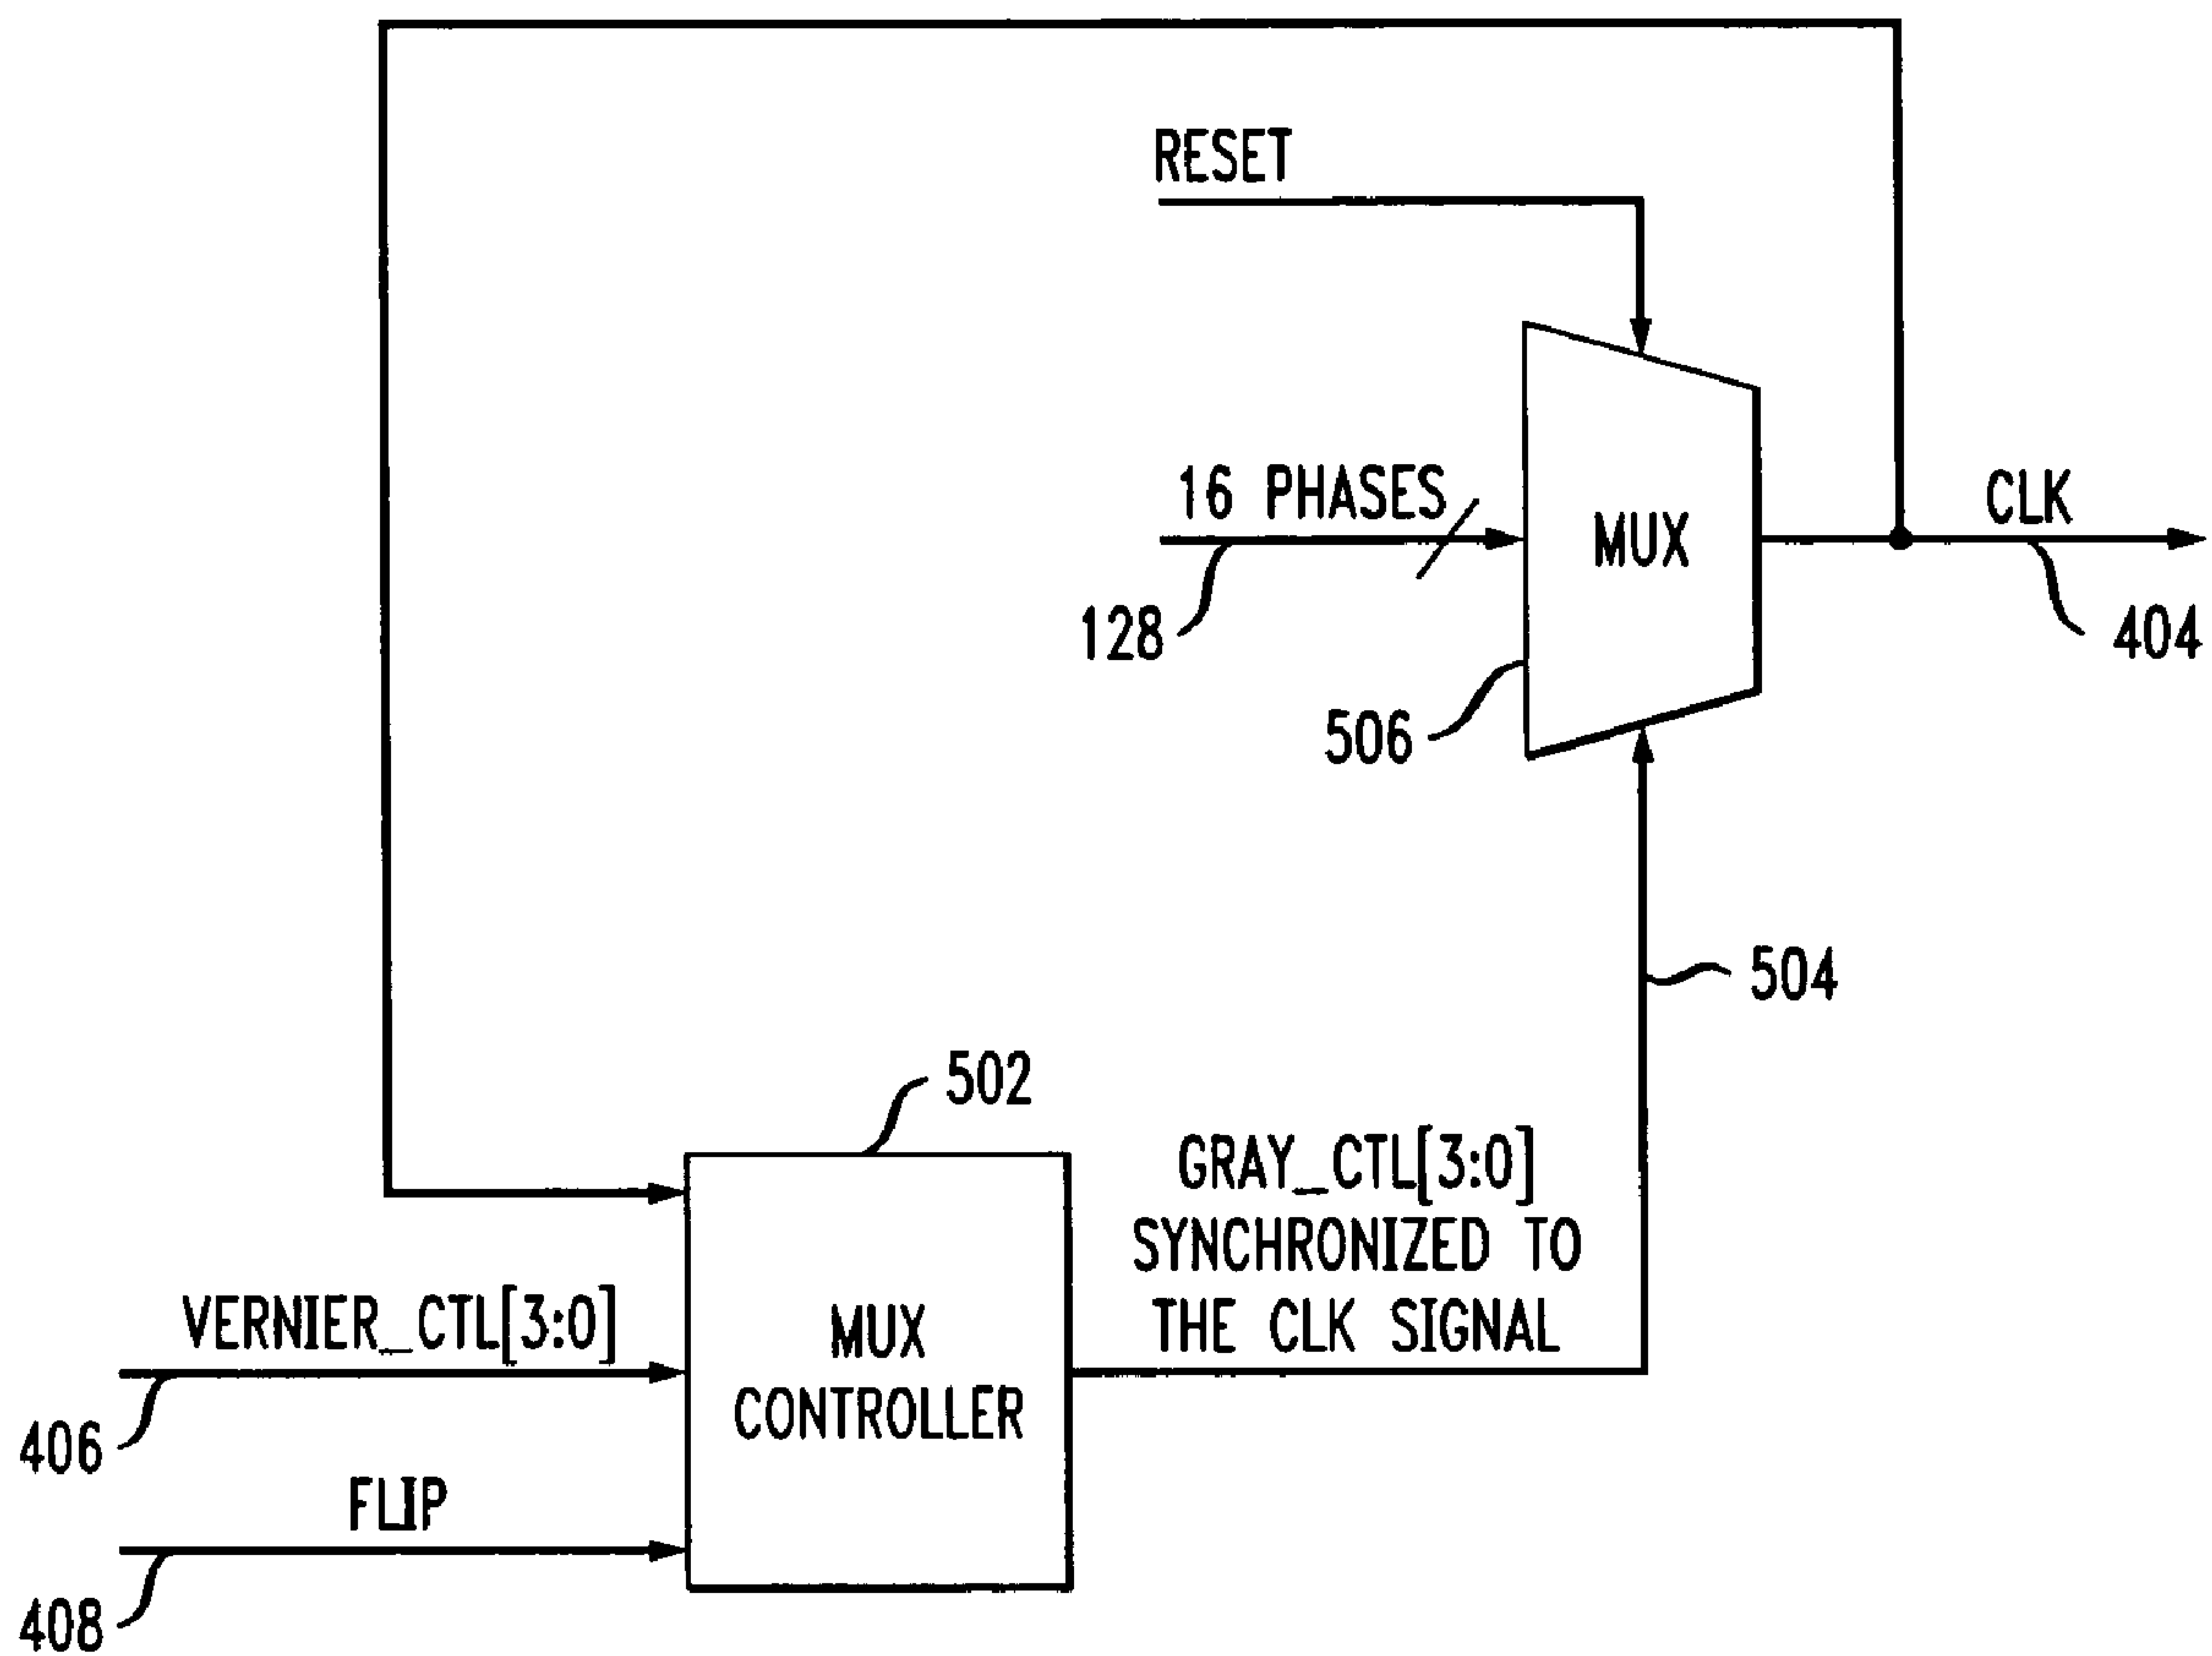 RESET
16 PHASES
CLK
MUX
128
404
506
504
502
GRAY_CTL[3:0]
SYNCHRONIZED TO
THE CLK SIGNAL
VERNIER_CTL[3:0]
MUX
CONTROLLER
406
FLIP
408